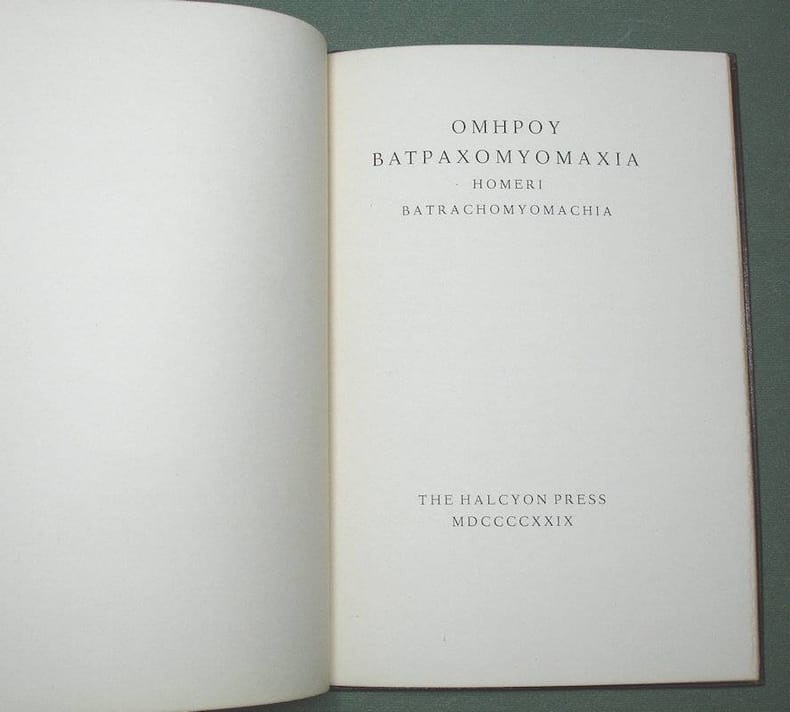 ΟΜΗΡΟΥ
ΒΑΤΡΑΧΟΜΥΟΜΑΧΙΑ
HOMERI
BATRACHOMYOMACHIA
THE HALCYON PRESS
MDCCCCXXIX